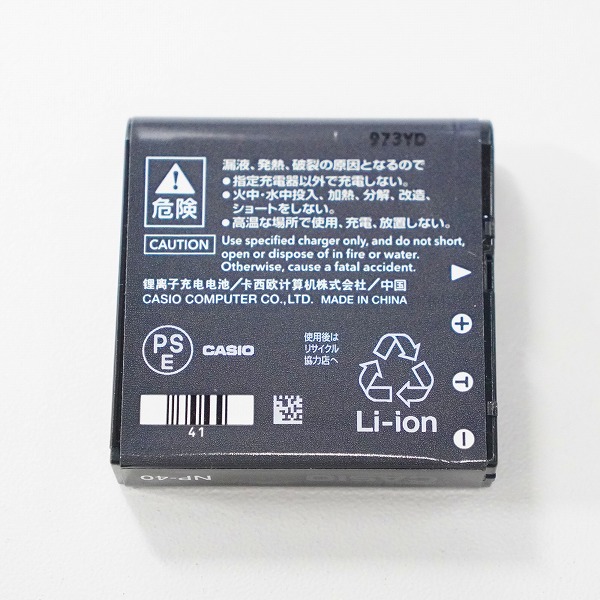 973YD
漏液、発熱、破裂の原因となるので
危険
●指定充電器以外で充電しない。
●火中・水中投入、加熱、分解、改造、
ショートをしない。
●高温な場所で使用、充電、放置しない。
CAUTION
Use specified charger only, and do not short,
open or dispose of in fire or water.
Otherwise, cause a fatal accident.
锂离子充电电池/卡西欧计算机株式会社/中国
CASIO COMPUTER CO.,LTD. MADE IN CHINA
PS
E
CASIO
使用後は
リサイクル
協力店へ
Li-ion
+
T
−
41
NP-40
CASIO